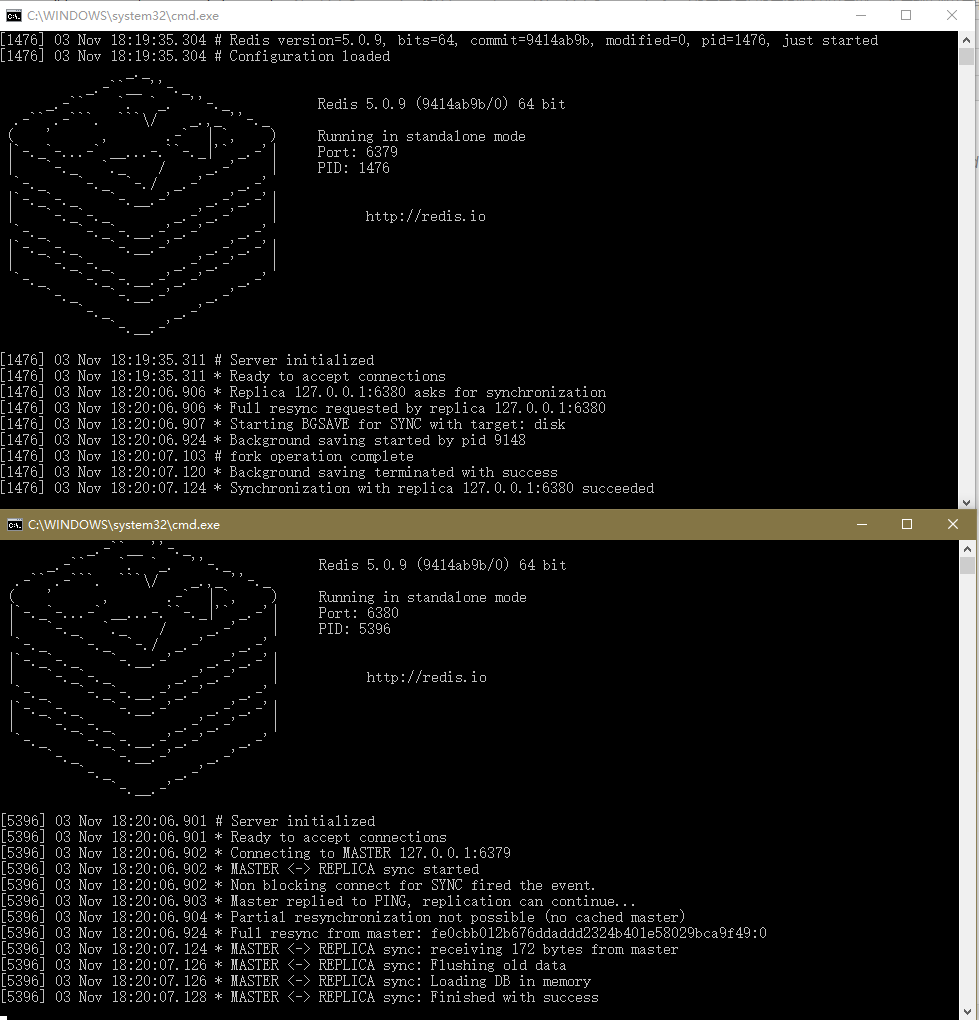 C:\WINDOWS\system32\cmd.exe
[1476] 03 Nov 18:19:35.304 # Redis version=5.0.9, bits=64, commit=9414ab9b, modified=0, pid=1476, just started
[1476] 03 Nov 18:19:35.304 # Configuration loaded
Redis 5.0.9 (9414ab9b/0) 64 bit
Running in standalone mode
Port: 6379
PID: 1476
http://redis.io
[1476] 03 Nov 18:19:35.311 # Server initialized
[1476] 03 Nov 18:19:35.311 * Ready to accept connections
[1476] 03 Nov 18:20:06.906 * Replica 127.0.0.1:6380 asks for synchronization
[1476] 03 Nov 18:20:06.906 * Full resync requested by replica 127.0.0.1:6380
[1476] 03 Nov 18:20:06.907 * Starting BGSAVE for SYNC with target: disk
[1476] 03 Nov 18:20:06.924 * Background saving started by pid 9148
[1476] 03 Nov 18:20:07.103 # fork operation complete
[1476] 03 Nov 18:20:07.120 * Background saving terminated with success
[1476] 03 Nov 18:20:07.124 * Synchronization with replica 127.0.0.1:6380 succeeded
C:\WINDOWS\system32\cmd.exe
Redis 5.0.9 (9414ab9b/0) 64 bit
Running in standalone mode
Port: 6380
PID: 5396
http://redis.io
[5396] 03 Nov 18:20:06.901 # Server initialized
[5396] 03 Nov 18:20:06.901 * Ready to accept connections
[5396] 03 Nov 18:20:06.902 * Connecting to MASTER 127.0.0.1:6379
[5396] 03 Nov 18:20:06.902 * MASTER <-> REPLICA sync started
[5396] 03 Nov 18:20:06.902 * Non blocking connect for SYNC fired the event.
[5396] 03 Nov 18:20:06.903 * Master replied to PING, replication can continue...
[5396] 03 Nov 18:20:06.904 * Partial resynchronization not possible (no cached master)
[5396] 03 Nov 18:20:06.924 * Full resync from master: fe0cbb012b676ddaddd2324b401e58029bca9f49:0
[5396] 03 Nov 18:20:07.124 * MASTER <-> REPLICA sync: receiving 172 bytes from master
[5396] 03 Nov 18:20:07.126 * MASTER <-> REPLICA sync: Flushing old data
[5396] 03 Nov 18:20:07.126 * MASTER <-> REPLICA sync: Loading DB in memory
[5396] 03 Nov 18:20:07.128 * MASTER <-> REPLICA sync: Finished with success